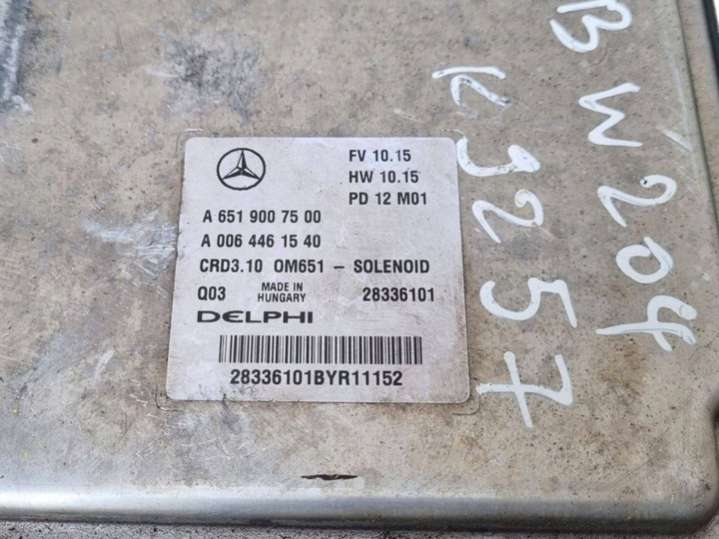 FV 10.15
HW 10.15
PD 12 M01
A 651 900 75 00
A 006 446 15 40
CRD3.10 OM651 - SOLENOID
Q03 MADE IN HUNGARY 28336101
DELPHI
28336101BYR11152
B W204
K3257